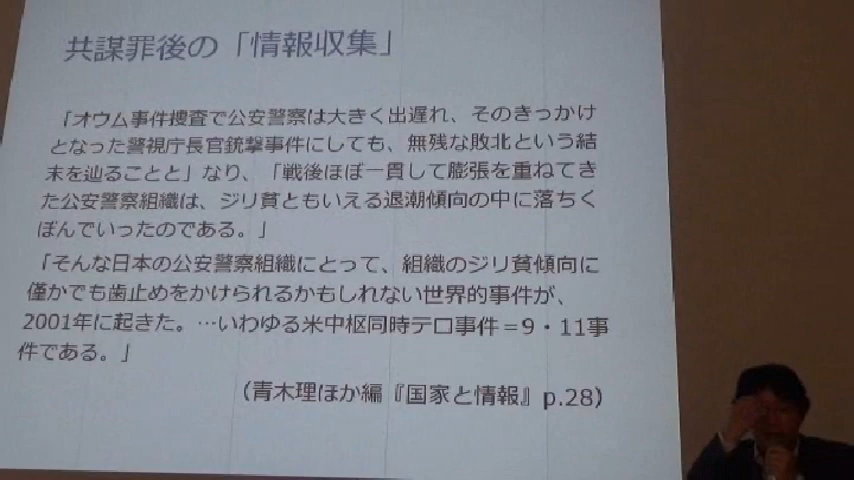 共謀罪後の「情報収集」
「オウム事件捜査で公安警察は大きく出遅れ、そのきっかけ
となった警視庁長官銃撃事件にしても、無残な敗北という結
末を辿ることと」なり、「戦後ほぼ一貫して膨張を重ねてき
た公安警察組織は、ジリ貧ともいえる退潮傾向の中に落ちく
ぼんでいったのである。」
「そんな日本の公安警察組織にとって、組織のジリ貧傾向に
僅かでも歯止めをかけられるかもしれない世界的事件が、
2001年に起きた。…いわゆる米中枢同時テロ事件＝9・11事
件である。」
（青木理ほか編『国家と情報』p.28）